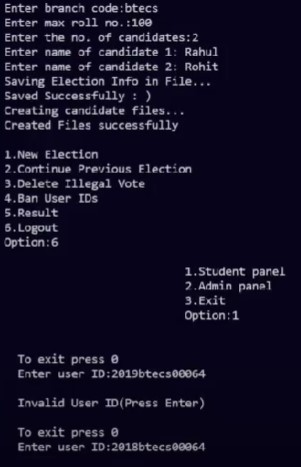 Enter branch code:btecs
Enter max roll no.:100
Enter the no. of candidates:2
Enter name of candidate 1: Rahul
Enter name of candidate 2: Rohit
Saving Election Info in File...
Saved Successfully : )
Creating candidate files...
Created Files successfully
1.New Election
2.Continue Previous Election
3.Delete Illegal Vote
4.Ban User IDs
5.Result
6.Logout
Option:6
1.Student panel
2.Admin panel
3.Exit
Option:1
To exit press 0
Enter user ID:2019btecs00064
Invalid User ID(Press Enter)
To exit press 0
Enter user ID:2018btecs00064